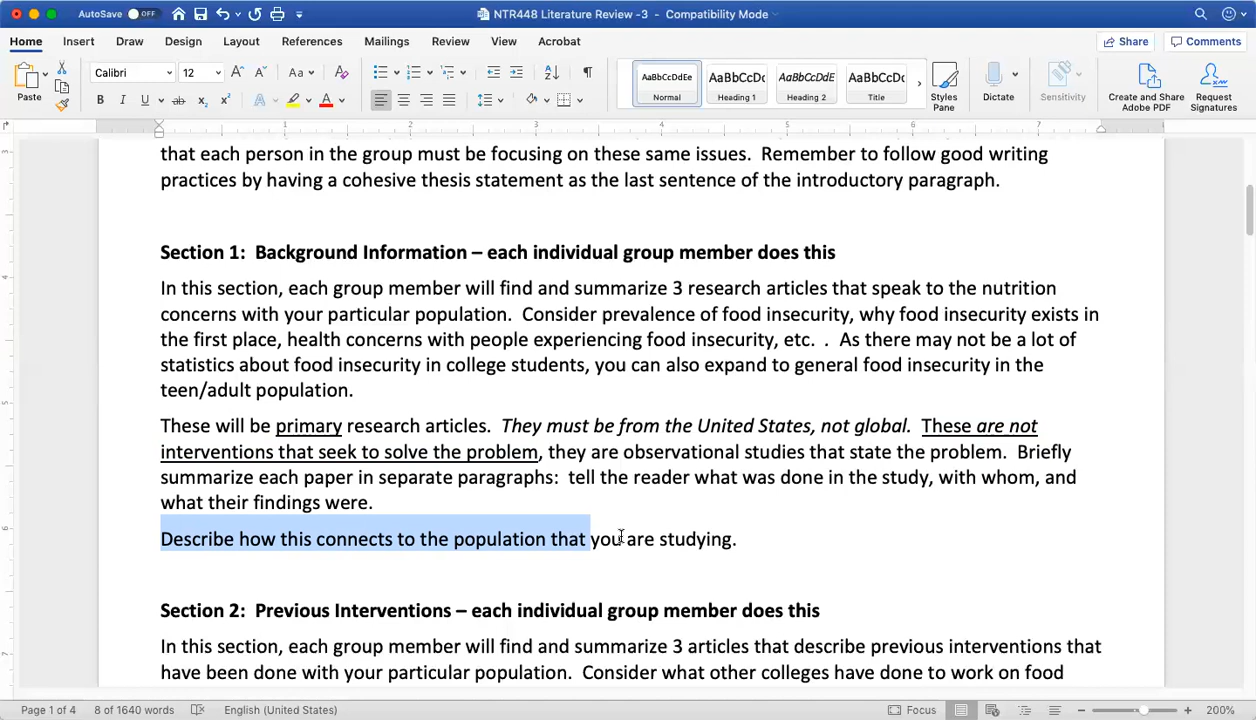 AutoSave OFF NTR448 Literature Review -3 - Compatibility Mode
Home Insert Draw Design Layout References Mailings Review View Acrobat Share Comments
Paste Calibri 12 Aa AaBbCcDdEe Normal AaBbCcDc Heading 1 AaBbCcDdEe Heading 2 AaBbCcDc Title Styles Pane Dictate Sensitivity Create and Share Adobe PDF Request Signatures
B I U ab x₂ x² A A
1 2 3 4 5 6 7
that each person in the group must be focusing on these same issues. Remember to follow good writing
practices by having a cohesive thesis statement as the last sentence of the introductory paragraph.
Section 1: Background Information – each individual group member does this
In this section, each group member will find and summarize 3 research articles that speak to the nutrition
concerns with your particular population. Consider prevalence of food insecurity, why food insecurity exists in
the first place, health concerns with people experiencing food insecurity, etc. . As there may not be a lot of
statistics about food insecurity in college students, you can also expand to general food insecurity in the
teen/adult population.
These will be primary research articles. They must be from the United States, not global. These are not
interventions that seek to solve the problem, they are observational studies that state the problem. Briefly
summarize each paper in separate paragraphs: tell the reader what was done in the study, with whom, and
what their findings were.
Describe how this connects to the population that you are studying.
Section 2: Previous Interventions – each individual group member does this
In this section, each group member will find and summarize 3 articles that describe previous interventions that
have been done with your particular population. Consider what other colleges have done to work on food
Page 1 of 4 8 of 1640 words English (United States) Focus 200%